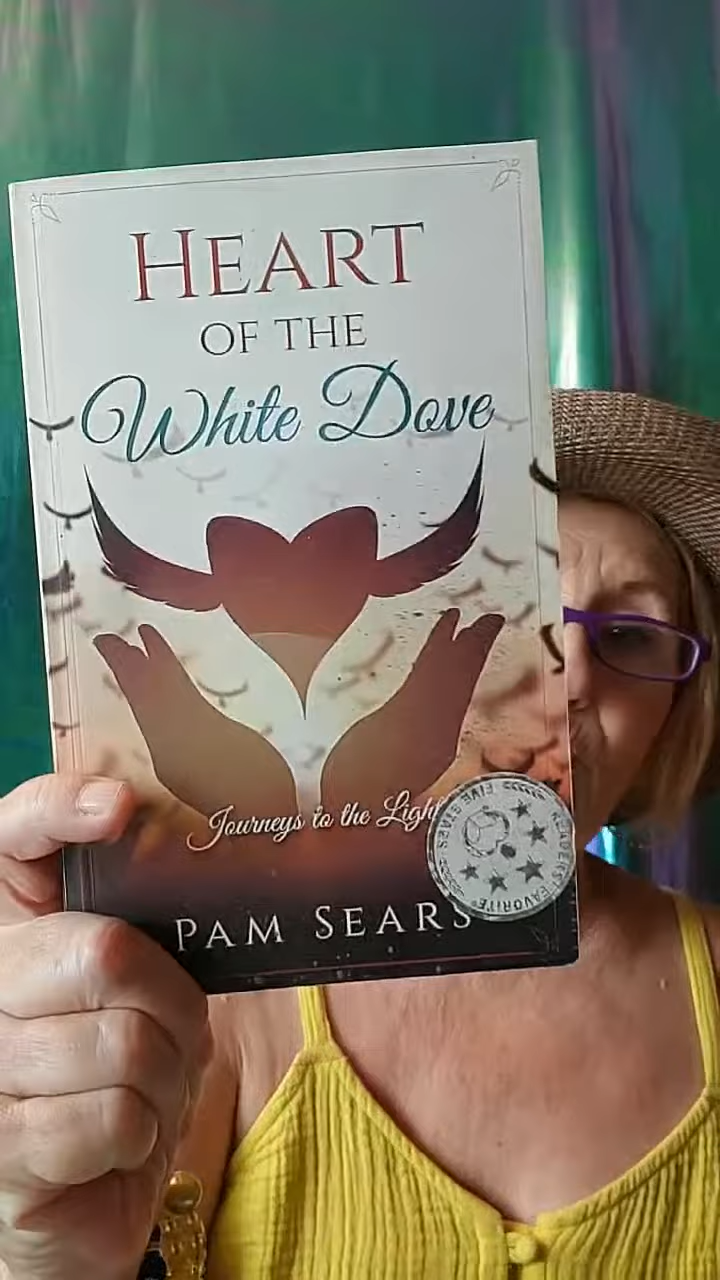 HEART
OF THE
White Dove
Journeys to the Light
PAM SEARS
READERS' FAVORITE
FIVE STARS